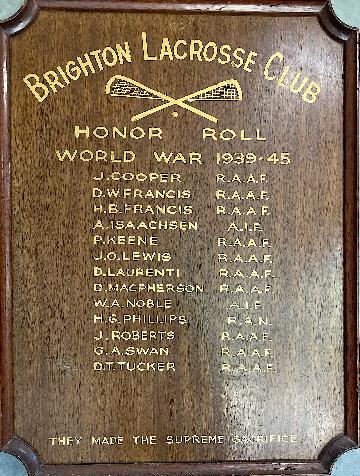 BRIGHTON LACROSSE CLUB
HONOR ROLL
WORLD WAR 1939-45
J. COOPER R.A.A.F.
D.W. FRANCIS R.A.A.F.
H.B. FRANCIS R.A.A.F.
A. ISAACHSEN A.I.F.
P. KEENE R.A.A.F.
J.O. LEWIS R.A.A.F.
D. LAURENTI R.A.A.F.
D. MACPHERSON R.A.A.F.
W.A. NOBLE A.I.F.
H.G. PHILLIPS R.A.N.
J. ROBERTS R.A.A.F.
G.A. SWAN R.A.A.F.
D.T. TUCKER R.A.A.F.
THEY MADE THE SUPREME SACRIFICE